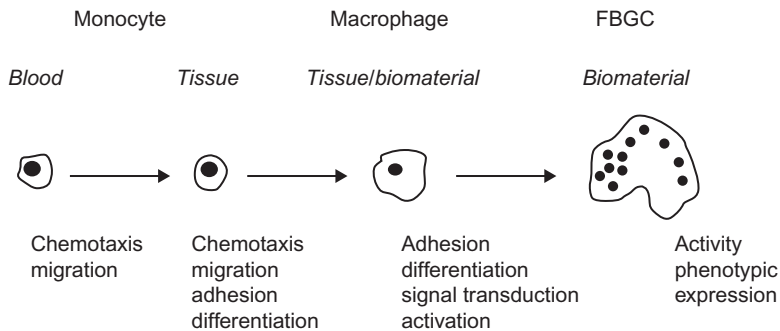 Monocyte Macrophage FBGC
Blood Tissue Tissue/biomaterial Biomaterial
Chemotaxis
migration
Chemotaxis
migration
adhesion
differentiation
Adhesion
differentiation
signal transduction
activation
Activity
phenotypic
expression